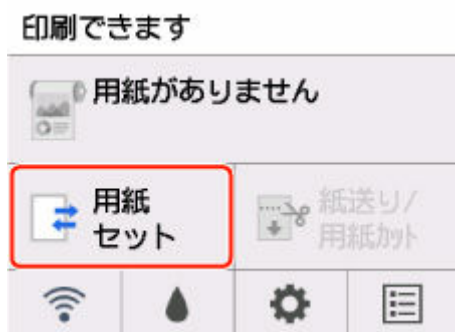 印刷できます
用紙がありません
用紙
セット
紙送り/
用紙カット